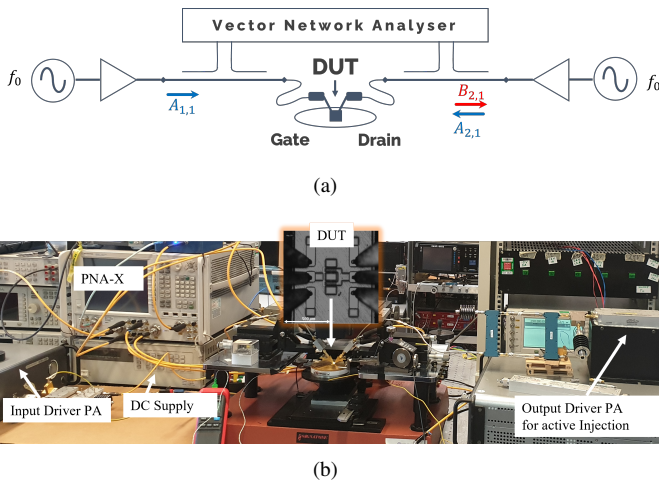 Vector Network Analyser
f₀
DUT
f₀
A₁,₁
B₂,₁
A₂,₁
Gate
Drain
(a)
DUT
PNA-X
Input Driver PA
DC Supply
Output Driver PA
for active Injection
(b)